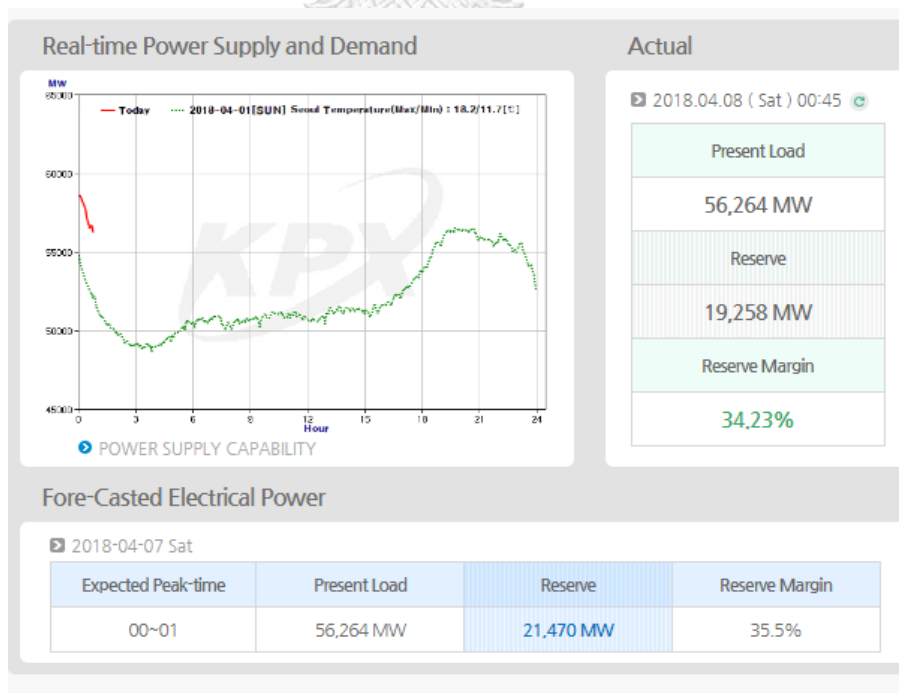 Real-time Power Supply and Demand
Actual
MW
65000
Today 2018-04-01[SUN] Seoul Temperature(Max/Min) : 18.2/11.7[℃]
60000
55000
50000
45000
0 3 6 9 12 15 18 21 24
Hour
KPX
POWER SUPPLY CAPABILITY
2018.04.08 ( Sat ) 00:45
Present Load
56,264 MW
Reserve
19,258 MW
Reserve Margin
34.23%
Fore-Casted Electrical Power
2018-04-07 Sat
Expected Peak-time Present Load Reserve Reserve Margin
00~01 56,264 MW 21,470 MW 35.5%